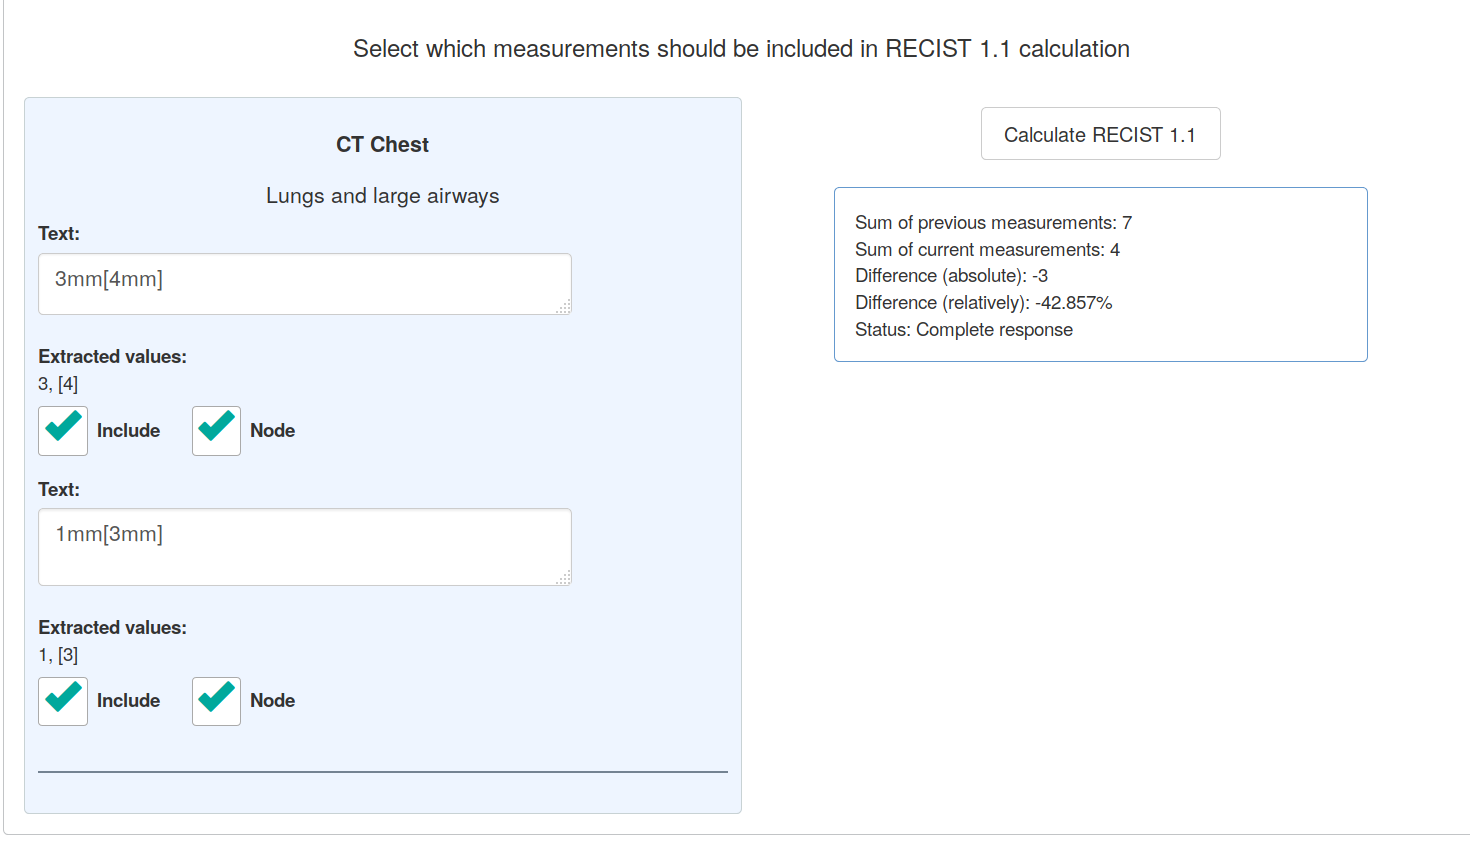 Select which measurements should be included in RECIST 1.1 calculation
CT Chest
Lungs and large airways
Text:
3mm[4mm]
Extracted values:
3, [4]
Include
Node
Text:
1mm[3mm]
Extracted values:
1, [3]
Include
Node
Calculate RECIST 1.1
Sum of previous measurements: 7
Sum of current measurements: 4
Difference (absolute): -3
Difference (relatively): -42.857%
Status: Complete response